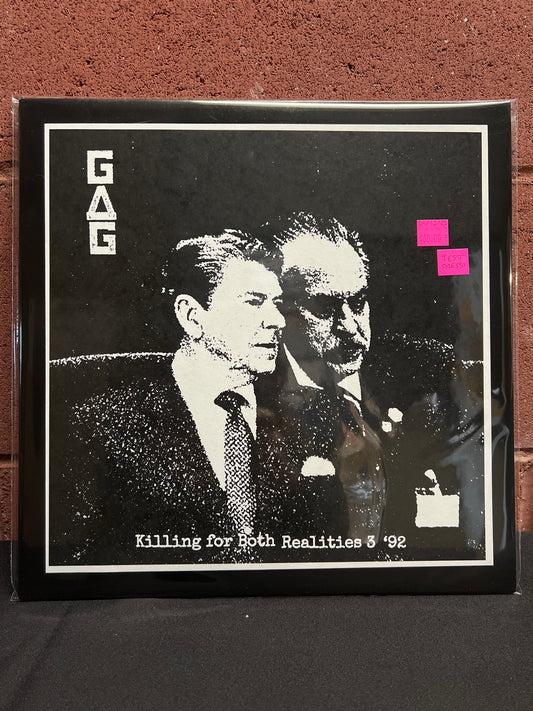 GAG
TEST
PRESS
Killing for Both Realities 3 '92